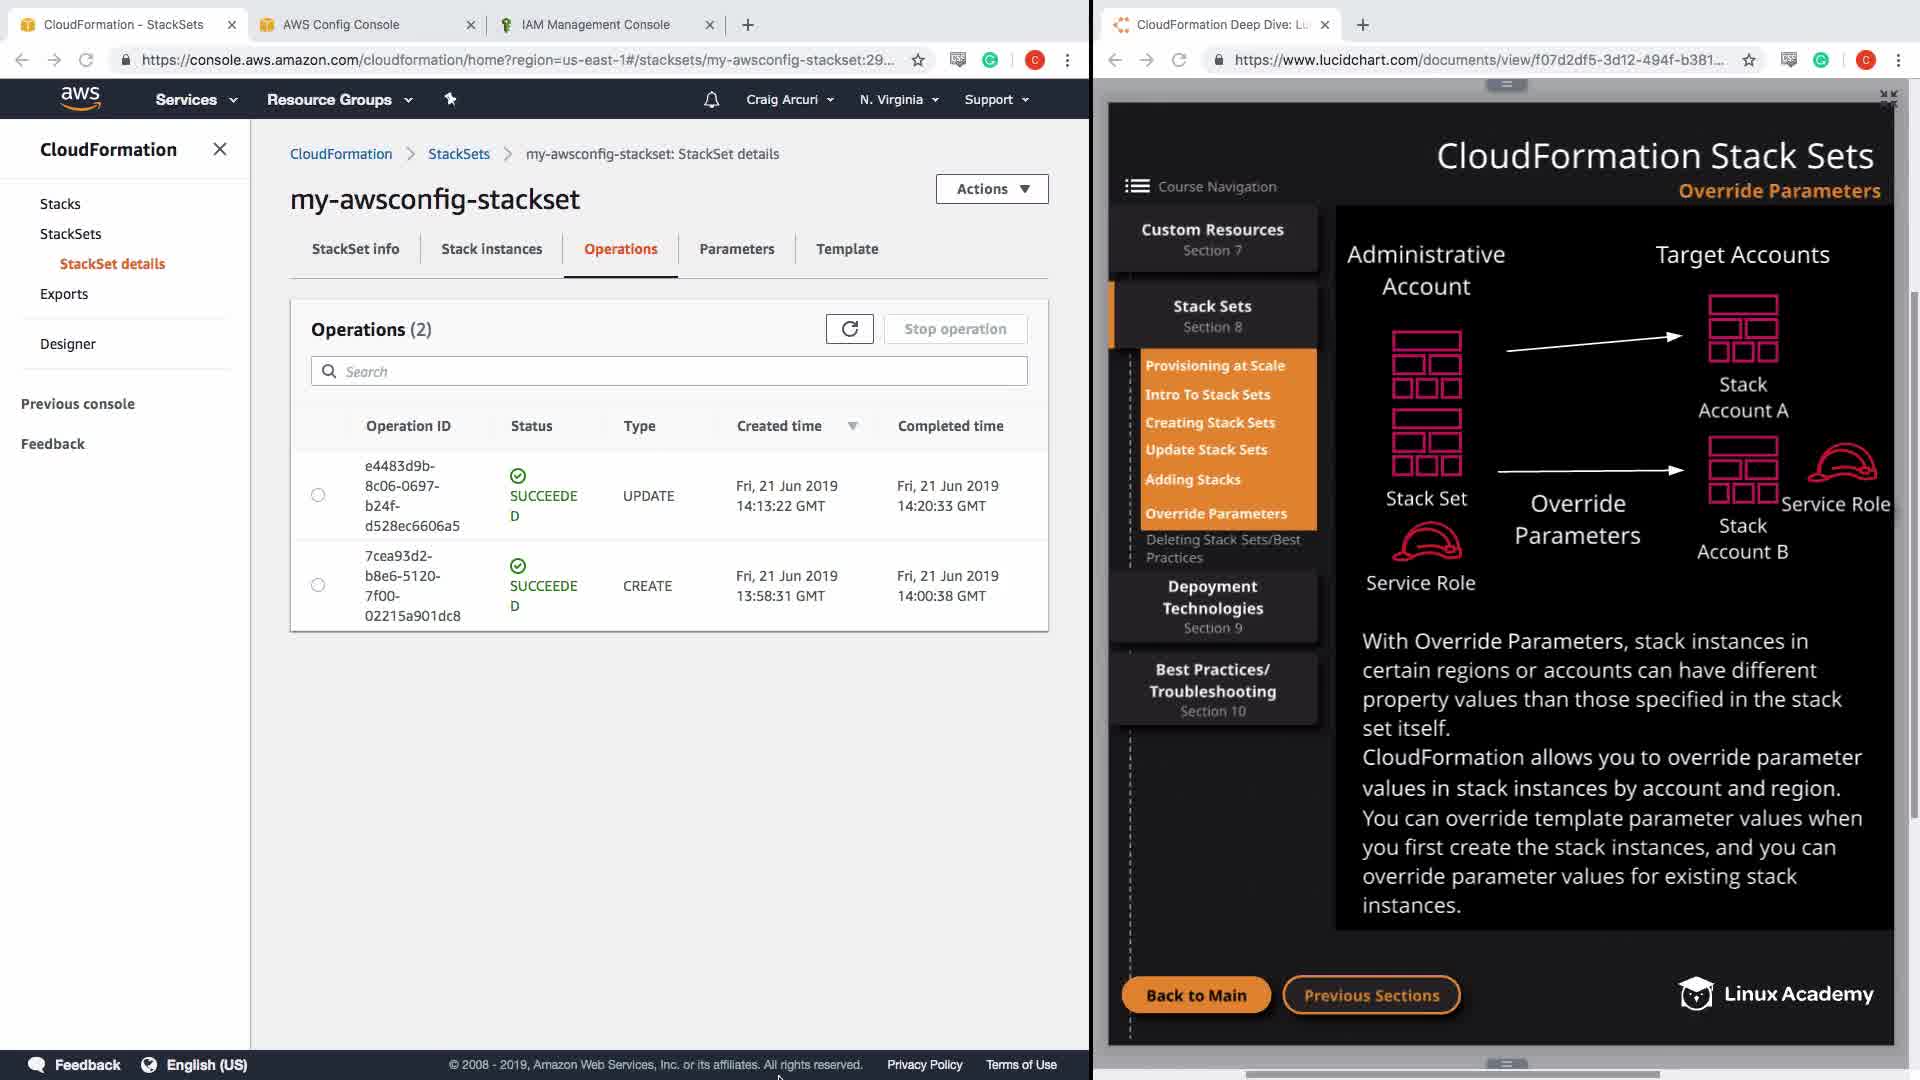 CloudFormation - StackSets
AWS Config Console
IAM Management Console
CloudFormation Deep Dive: Lu
https://console.aws.amazon.com/cloudformation/home?region=us-east-1#/stacksets/my-awsconfig-stackset:29...
C
https://www.lucidchart.com/documents/view/f07d2df5-3d12-494f-b381...
C
aws
Services
Resource Groups
Craig Arcuri
N. Virginia
Support
CloudFormation
Stacks
StackSets
StackSet details
Exports
Designer
Previous console
Feedback
CloudFormation
StackSets
my-awsconfig-stackset: StackSet details
my-awsconfig-stackset
Actions
StackSet info
Stack instances
Operations
Parameters
Template
Operations (2)
Stop operation
Search
Operation ID
Status
Type
Created time
Completed time
e4483d9b-
8c06-0697-
b24f-
d528ec6606a5
SUCCEEDE
D
UPDATE
Fri, 21 Jun 2019
14:13:22 GMT
Fri, 21 Jun 2019
14:20:33 GMT
7cea93d2-
b8e6-5120-
7f00-
02215a901dc8
SUCCEEDE
D
CREATE
Fri, 21 Jun 2019
13:58:31 GMT
Fri, 21 Jun 2019
14:00:38 GMT
Feedback
English (US)
© 2008 - 2019, Amazon Web Services, Inc. or its affiliates. All rights reserved.
Privacy Policy
Terms of Use
CloudFormation Stack Sets
Override Parameters
Course Navigation
Custom Resources
Section 7
Stack Sets
Section 8
Provisioning at Scale
Intro To Stack Sets
Creating Stack Sets
Update Stack Sets
Adding Stacks
Override Parameters
Deleting Stack Sets/Best
Practices
Depoyment
Technologies
Section 9
Best Practices/
Troubleshooting
Section 10
Administrative
Account
Target Accounts
Stack
Account A
Stack Set
Override
Parameters
Stack
Account B
Service Role
Service Role
With Override Parameters, stack instances in
certain regions or accounts can have different
property values than those specified in the stack
set itself.
CloudFormation allows you to override parameter
values in stack instances by account and region.
You can override template parameter values when
you first create the stack instances, and you can
override parameter values for existing stack
instances.
Back to Main
Previous Sections
Linux Academy